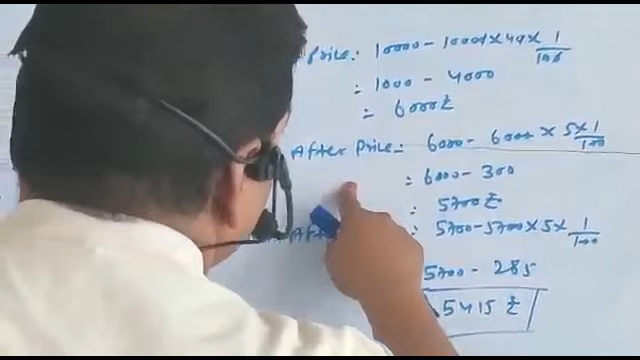 Price: 10000 - 10000 x 40 x 1/100
= 1000 - 4000
= 6000₹
After Price = 6000 - 6000 x 5 x 1/100
= 6000 - 300
= 5700₹
= 5700 - 5700 x 5 x 1/100
5700 - 285
5415 ₹